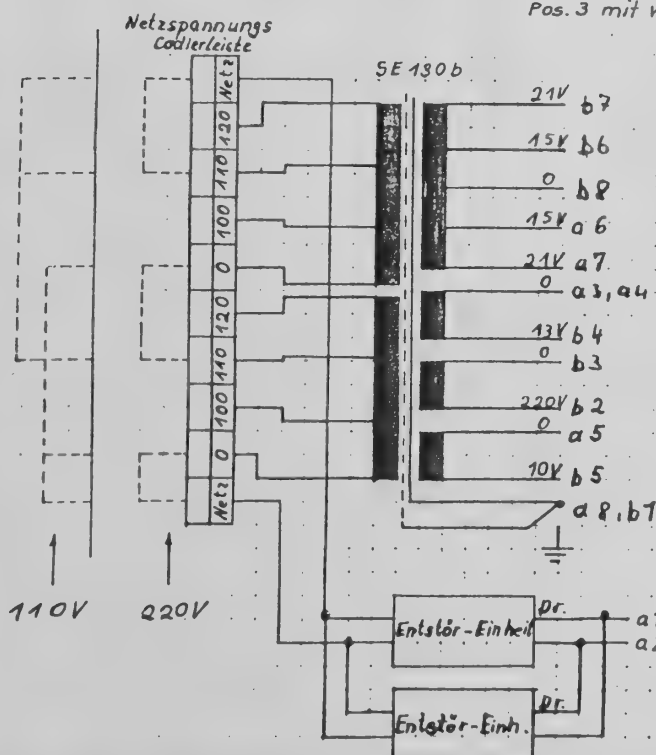 Pos. 3 mit
Netzspannungs
Codierleiste
SE 130b
Netz
120
110
100
0
120
110
100
0
Netz
21V b7
15V b6
0 b8
15V a6
21V a7
0 a3, a4
13V b4
0 b3
220V b2
0 a5
10V b5
a8, b1
110V
220V
Entstör-Einheit
Dr.
Entstör-Einh.
Dr.